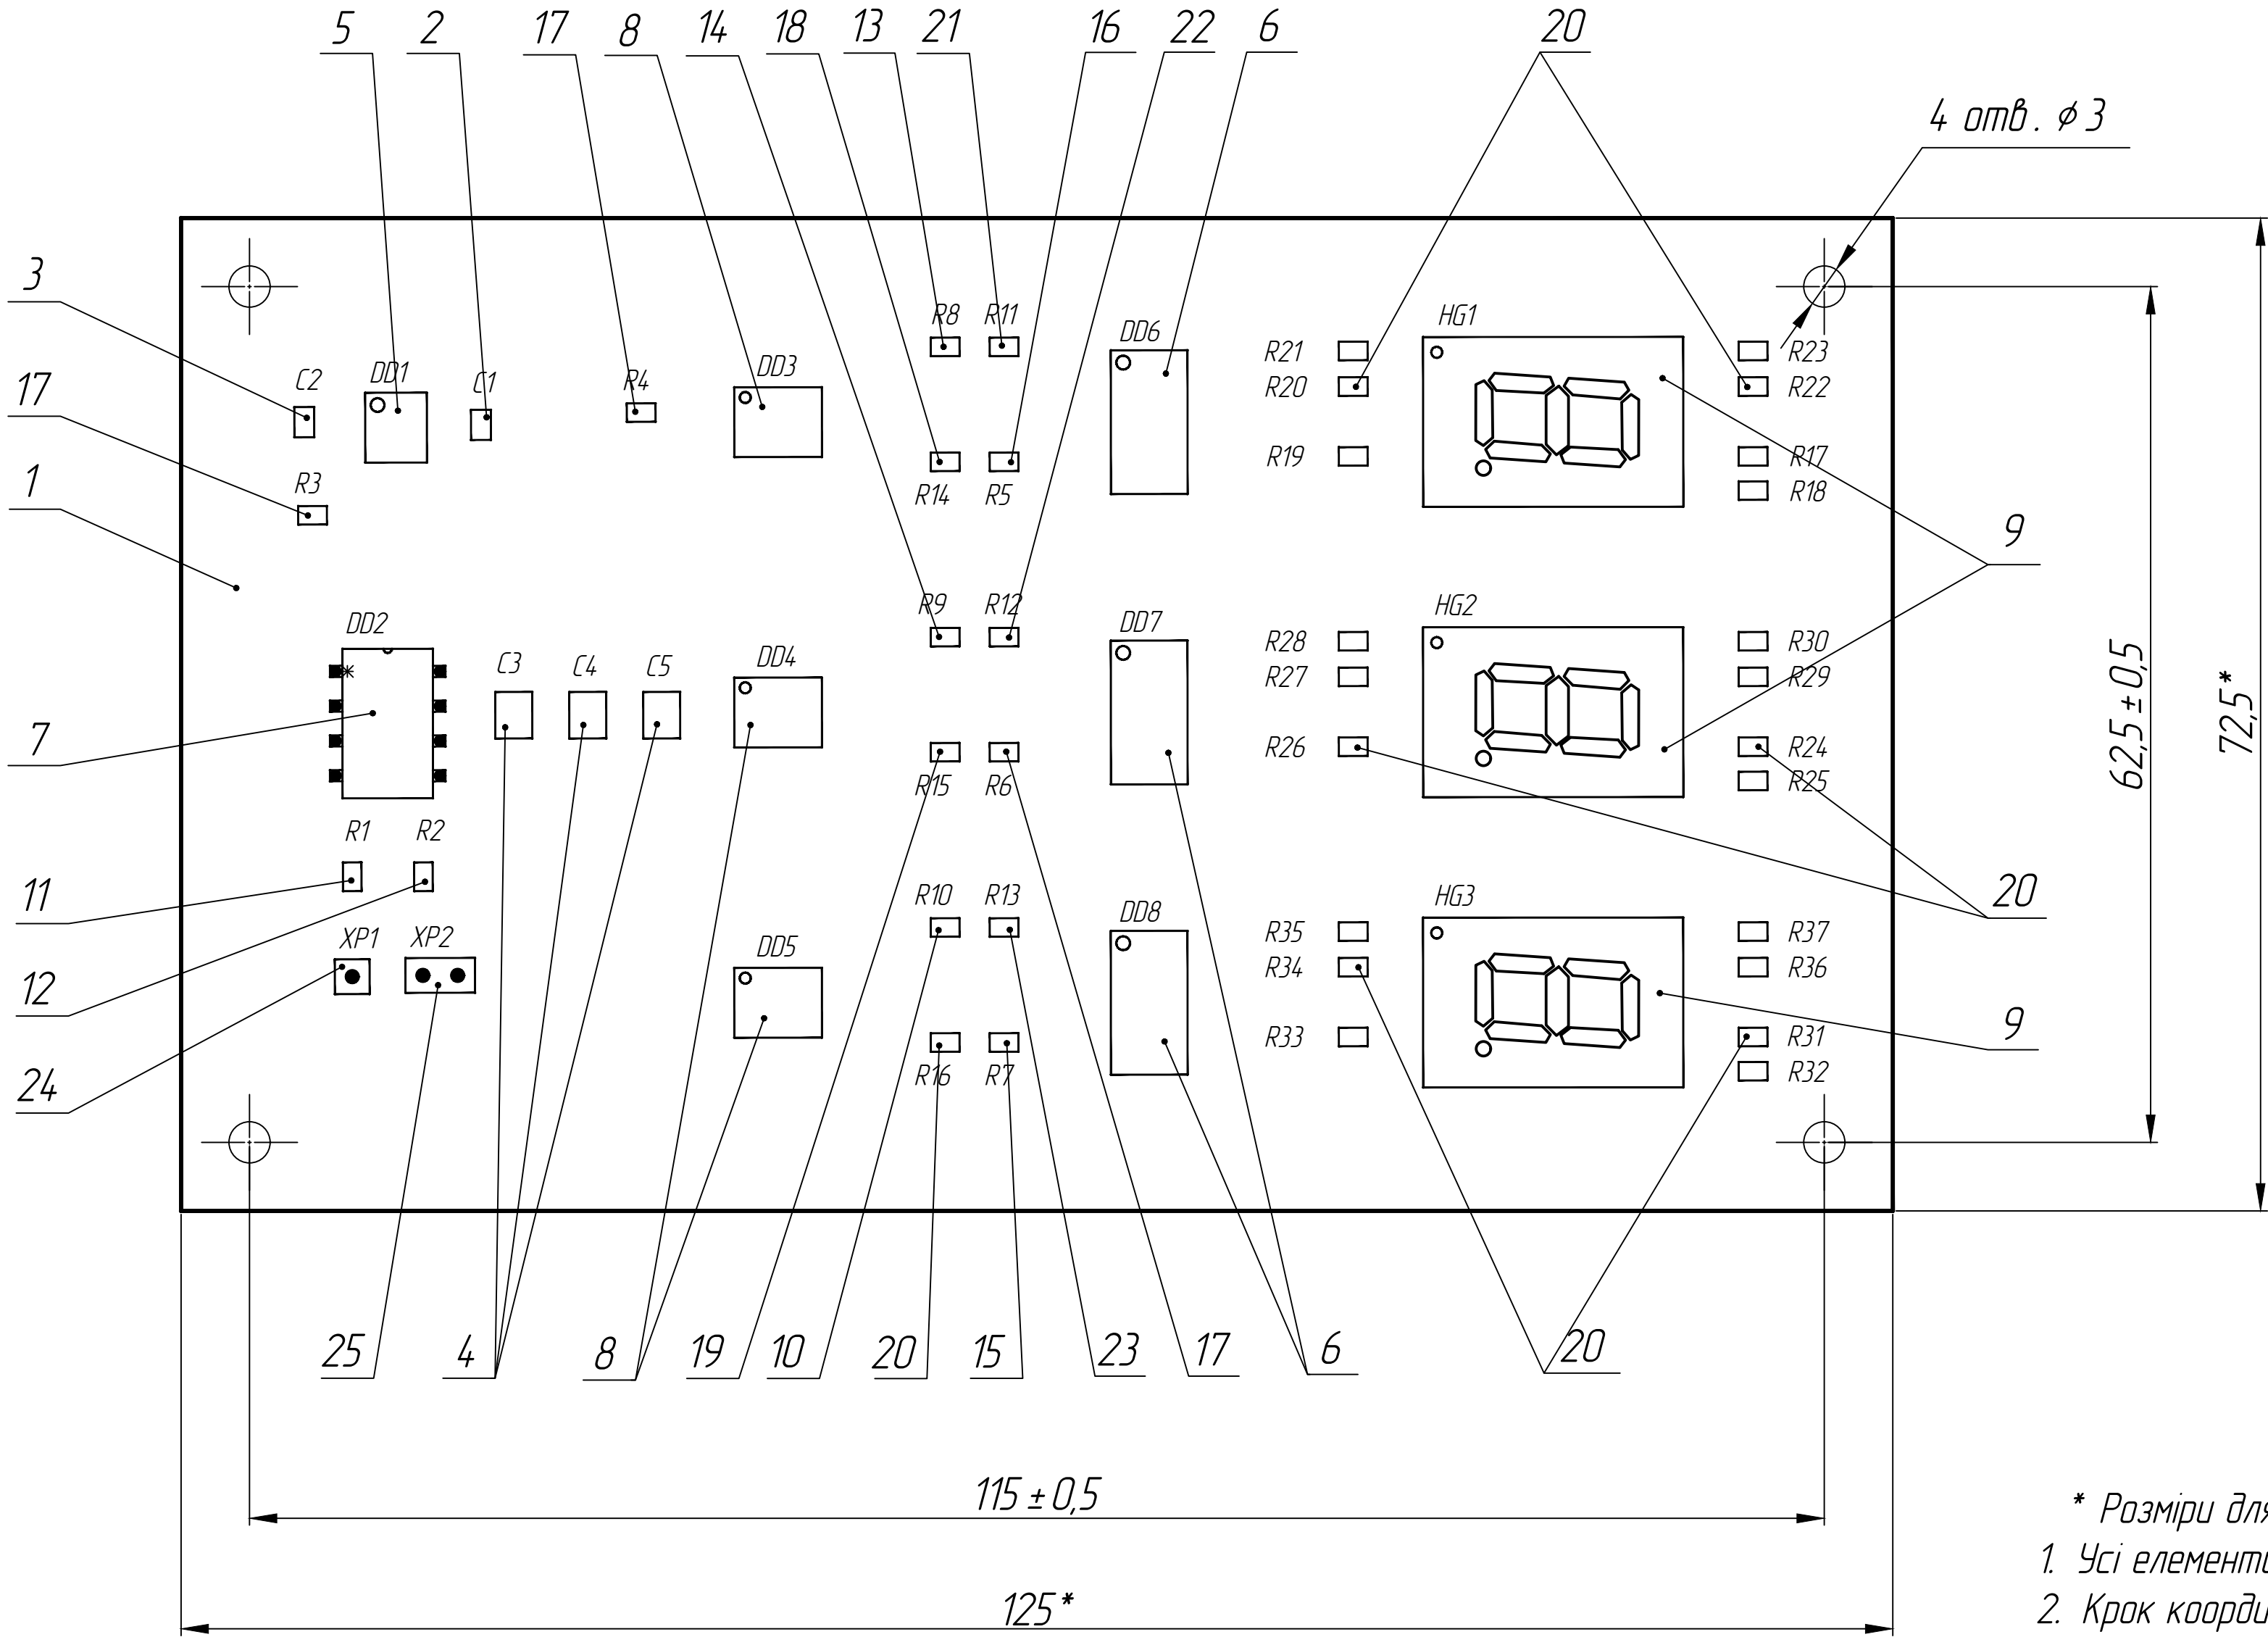 5 2 17 8 14 18 13 21 16 22 6 20
4 отв. ϕ 3
3
17
1
7
11
12
24
R8 R11
DD6
HG1
C2 DD1 C1 R4 DD3
R21 R23
R20 R22
R19 R17
R14 R5
R18
R3
9
R9 R12
DD7
HG2
DD2
C3 C4 C5 DD4
R28 R30
R27 R29
R26 R24
R15 R6
R25
62,5 ± 0,5
72,5*
R1 R2
20
R10 R13
DD8
HG3
XP1 XP2 DD5
R35 R37
R34 R36
R33 R31
R16 R7
R32
9
25 4 8 19 10 20 15 23 17 6 20
115 ± 0,5
125*
* Розміри для
1. Усі елемент
2. Крок коорди